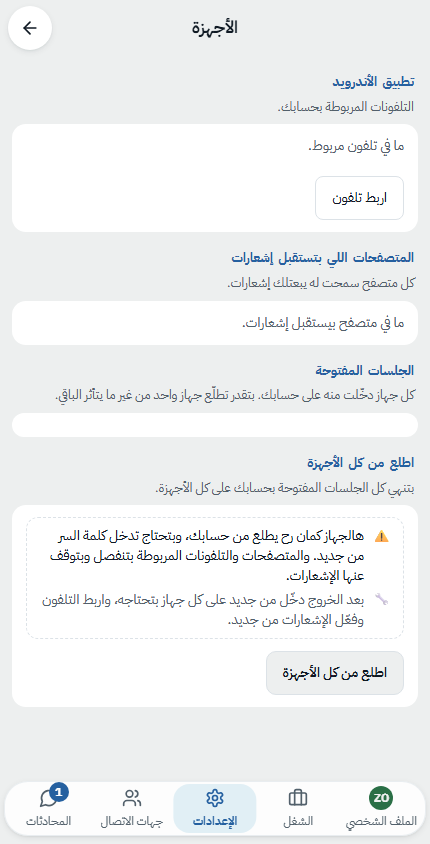 الأجهزة
تطبيق الأندرويد
التلفونات المربوطة بحسابك.
ما في تلفون مربوط.
اربط تلفون
المتصفحات اللي بتستقبل إشعارات
كل متصفح سمحت له يبعتلك إشعارات.
ما في متصفح بيستقبل إشعارات.
الجلسات المفتوحة
كل جهاز دخّلت منه على حسابك. بتقدر تطلّع جهاز واحد من غير ما يتأثر الباقي.
اطلع من كل الأجهزة
بتنهي كل الجلسات المفتوحة بحسابك على كل الأجهزة.
هالجهاز كمان رح يطلع من حسابك، وبتحتاج تدخل كلمة السر
من جديد. والمتصفحات والتلفونات المربوطة بتنفصل وبتوقف
عنها الإشعارات.
بعد الخروج دخّل من جديد على كل جهاز بتحتاجه، واربط التلفون
وفعّل الإشعارات من جديد.
اطلع من كل الأجهزة
ZO
1
الملف الشخصي
الشغل
الإعدادات
جهات الاتصال
المحادثات